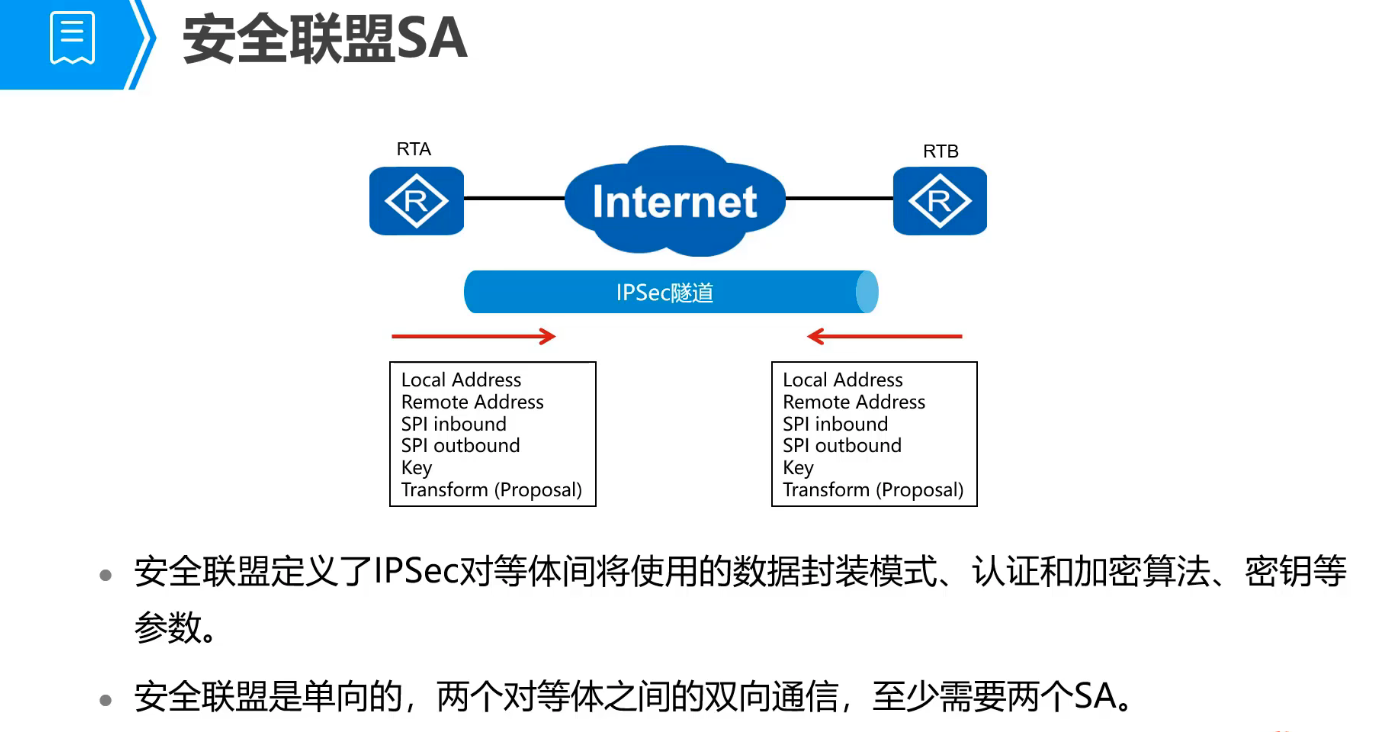 安全联盟SA
RTA
RTB
R
Internet
R
IPSec隧道
Local Address
Remote Address
SPI inbound
SPI outbound
Key
Transform (Proposal)
Local Address
Remote Address
SPI inbound
SPI outbound
Key
Transform (Proposal)
安全联盟定义了IPSec对等体间将使用的数据封装模式、认证和加密算法、密钥等
参数。
安全联盟是单向的，两个对等体之间的双向通信，至少需要两个SA。